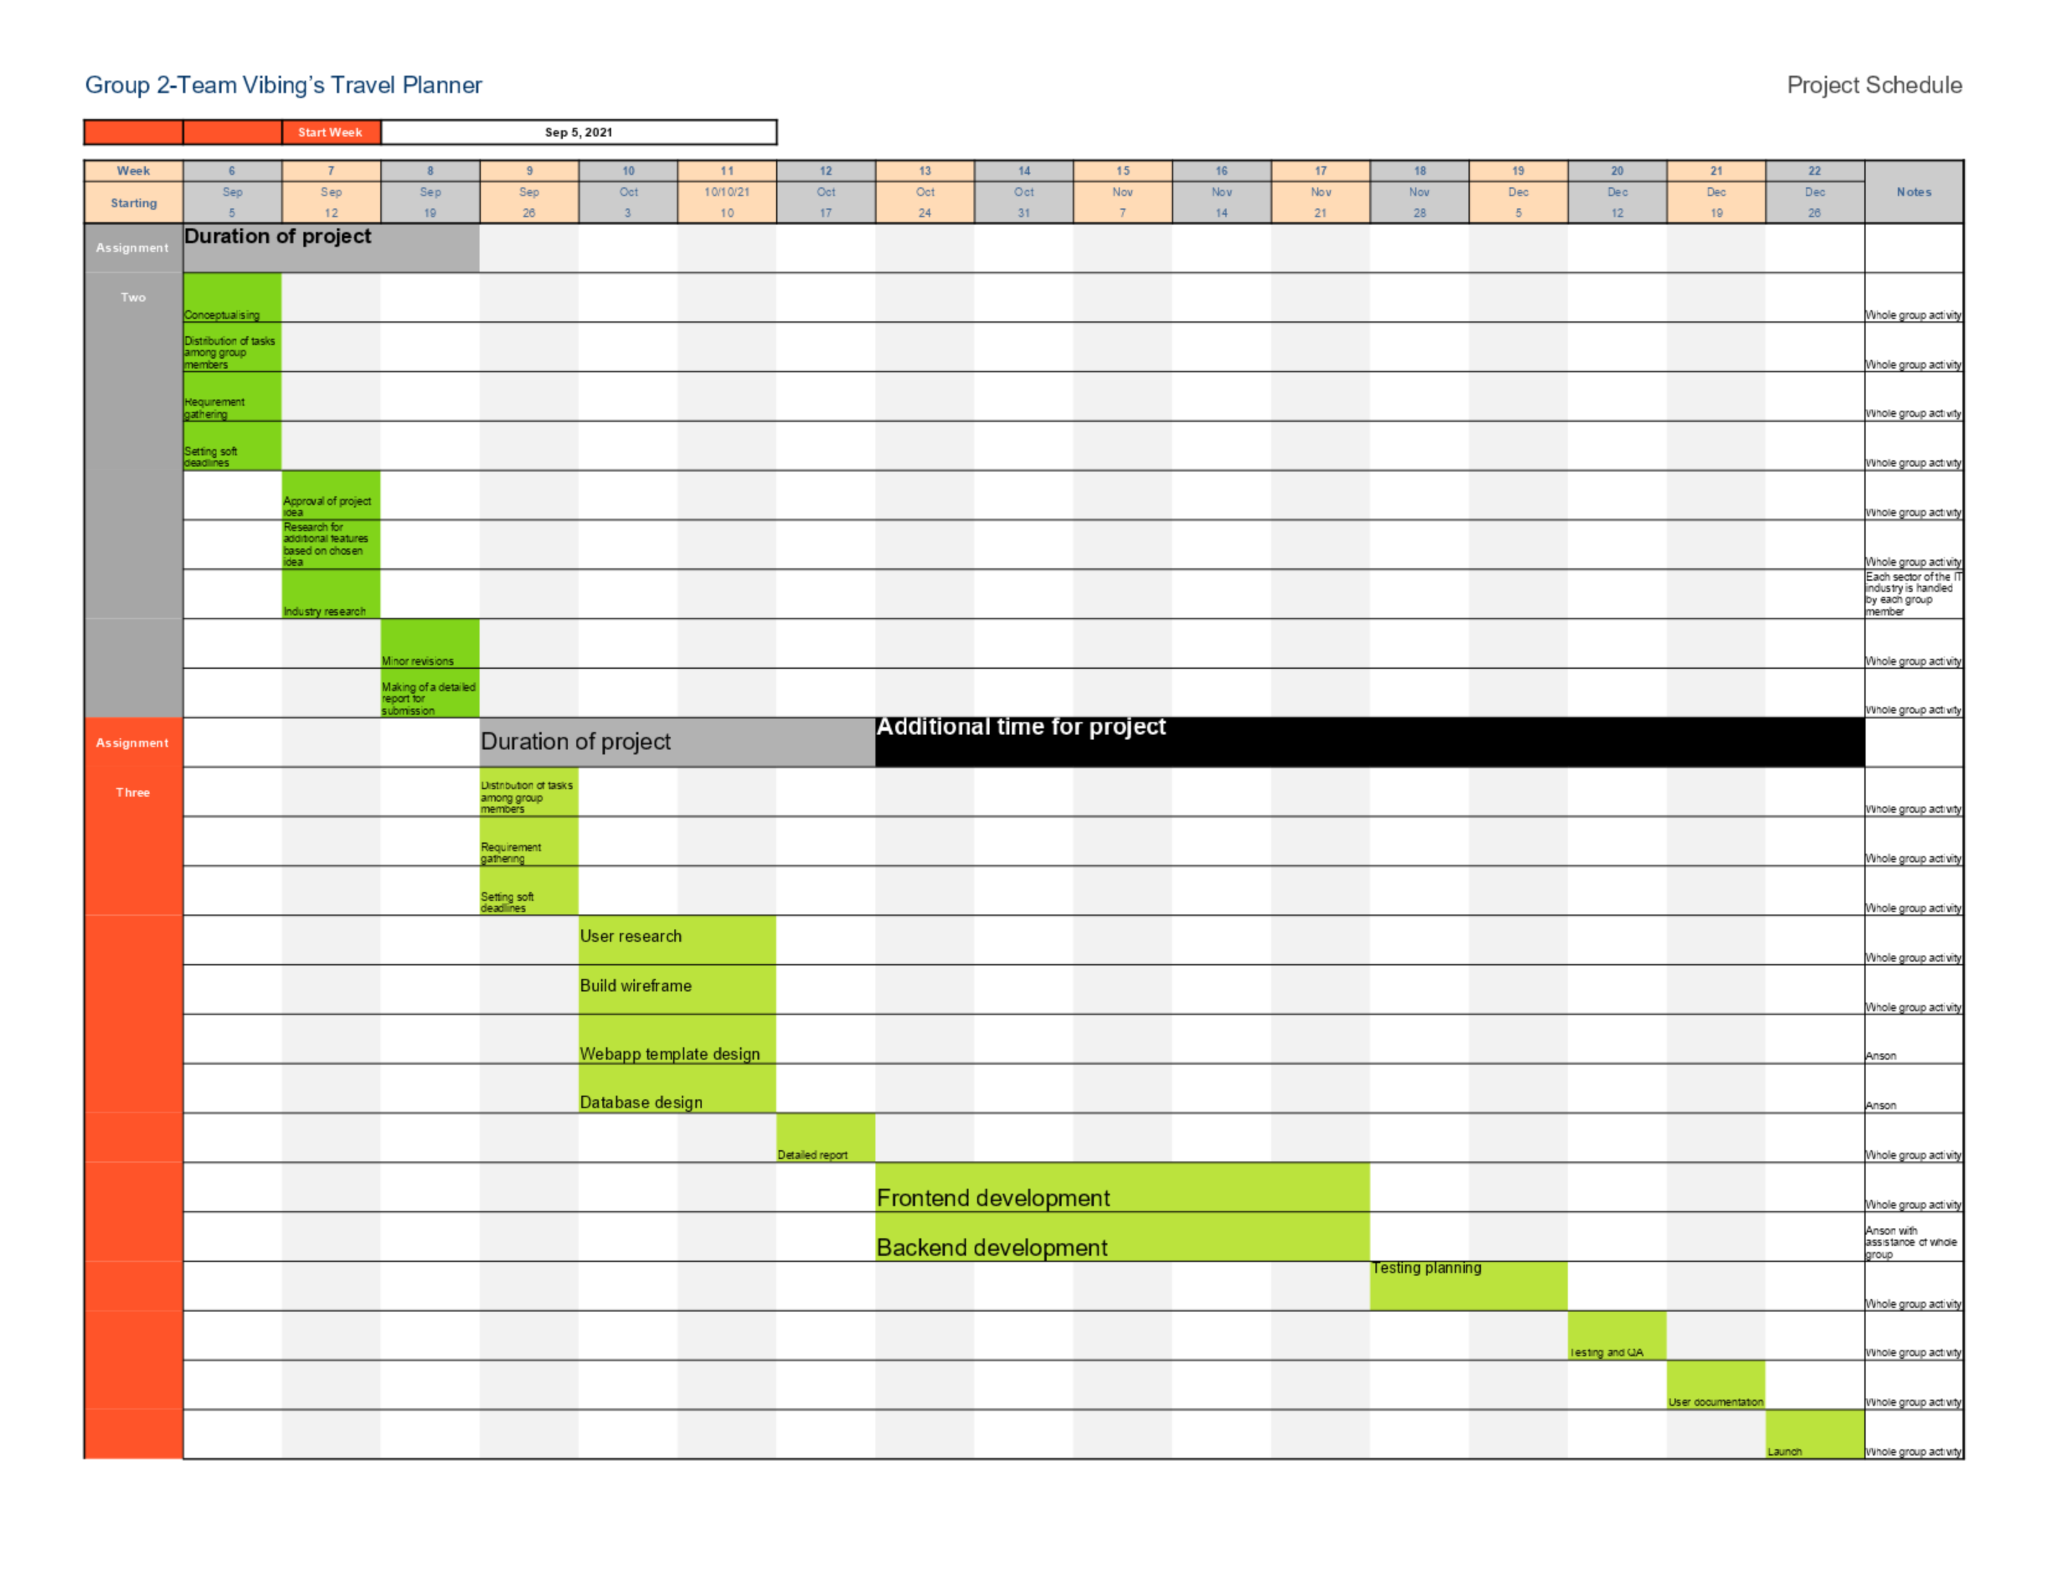 Group 2-Team Vibing's Travel Planner
Project Schedule
Start Week
Sep 5, 2021
Week 6 7 8 9 10 11 12 13 14 15 16 17 18 19 20 21 22 Notes
Starting Sep Sep Sep Sep Oct 10/10/21 Oct Oct Oct Nov Nov Nov Nov Dec Dec Dec Dec
5 12 19 26 3 10 17 24 31 7 14 21 28 5 12 19 26
Assignment
Duration of project
Two
Conceptualising
Whole group activity
Distribution of tasks
among group
members
Whole group activity
Requirement
gathering
Whole group activity
Setting soft
deadlines
Whole group activity
Approval of project
idea
Whole group activity
Research for
additional features
based on chosen
idea
Whole group activity
Industry research
Each sector of the IT
industry is handled
by each group
member
Minor revisions
Whole group activity
Making of a detailed
report for
submission
Whole group activity
Assignment
Duration of project
Additional time for project
Three
Distribution of tasks
among group
members
Whole group activity
Requirement
gathering
Whole group activity
Setting soft
deadlines
Whole group activity
User research
Whole group activity
Build wireframe
Whole group activity
Webapp template design
Anson
Database design
Anson
Detailed report
Whole group activity
Frontend development
Whole group activity
Backend development
Anson with
assistance of whole
group
Testing planning
Whole group activity
Testing and QA
Whole group activity
User documentation
Whole group activity
Launch
Whole group activity